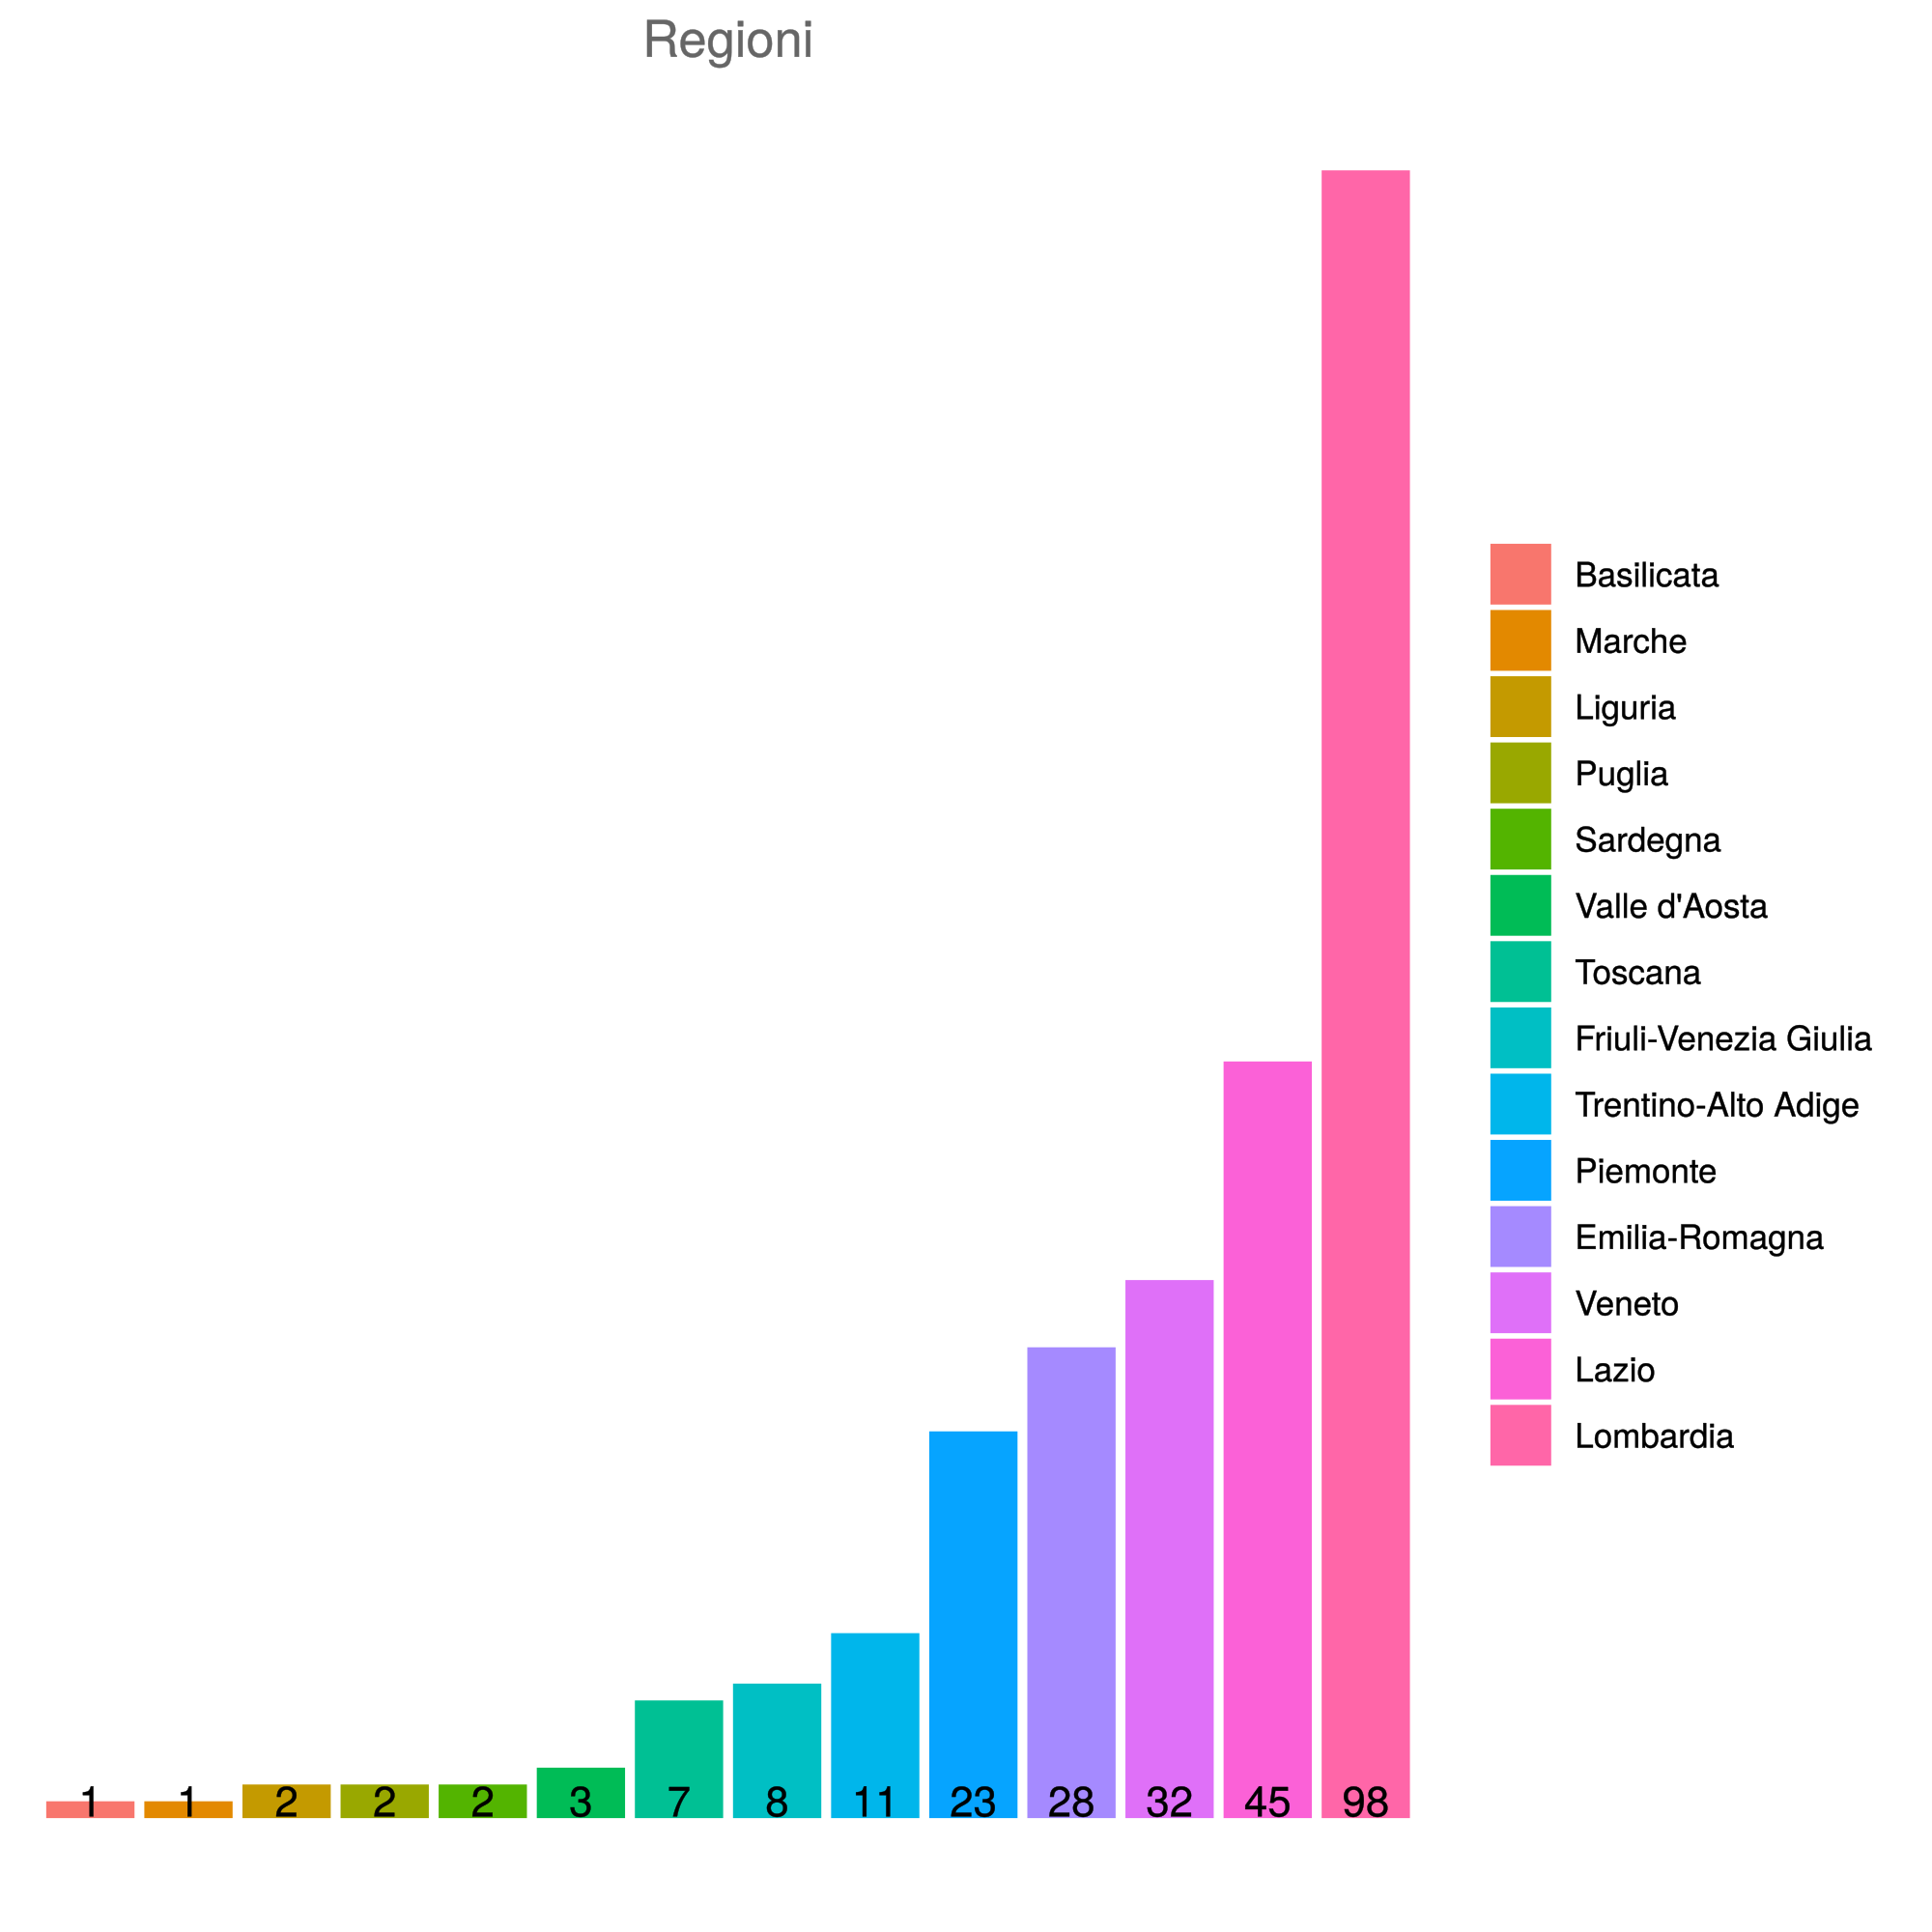 Regioni
Basilicata
Marche
Liguria
Puglia
Sardegna
Valle d'Aosta
Toscana
Friuli-Venezia Giulia
Trentino-Alto Adige
Piemonte
Emilia-Romagna
Veneto
Lazio
Lombardia
1 1 2 2 2 3 7 8 11 23 28 32 45 98